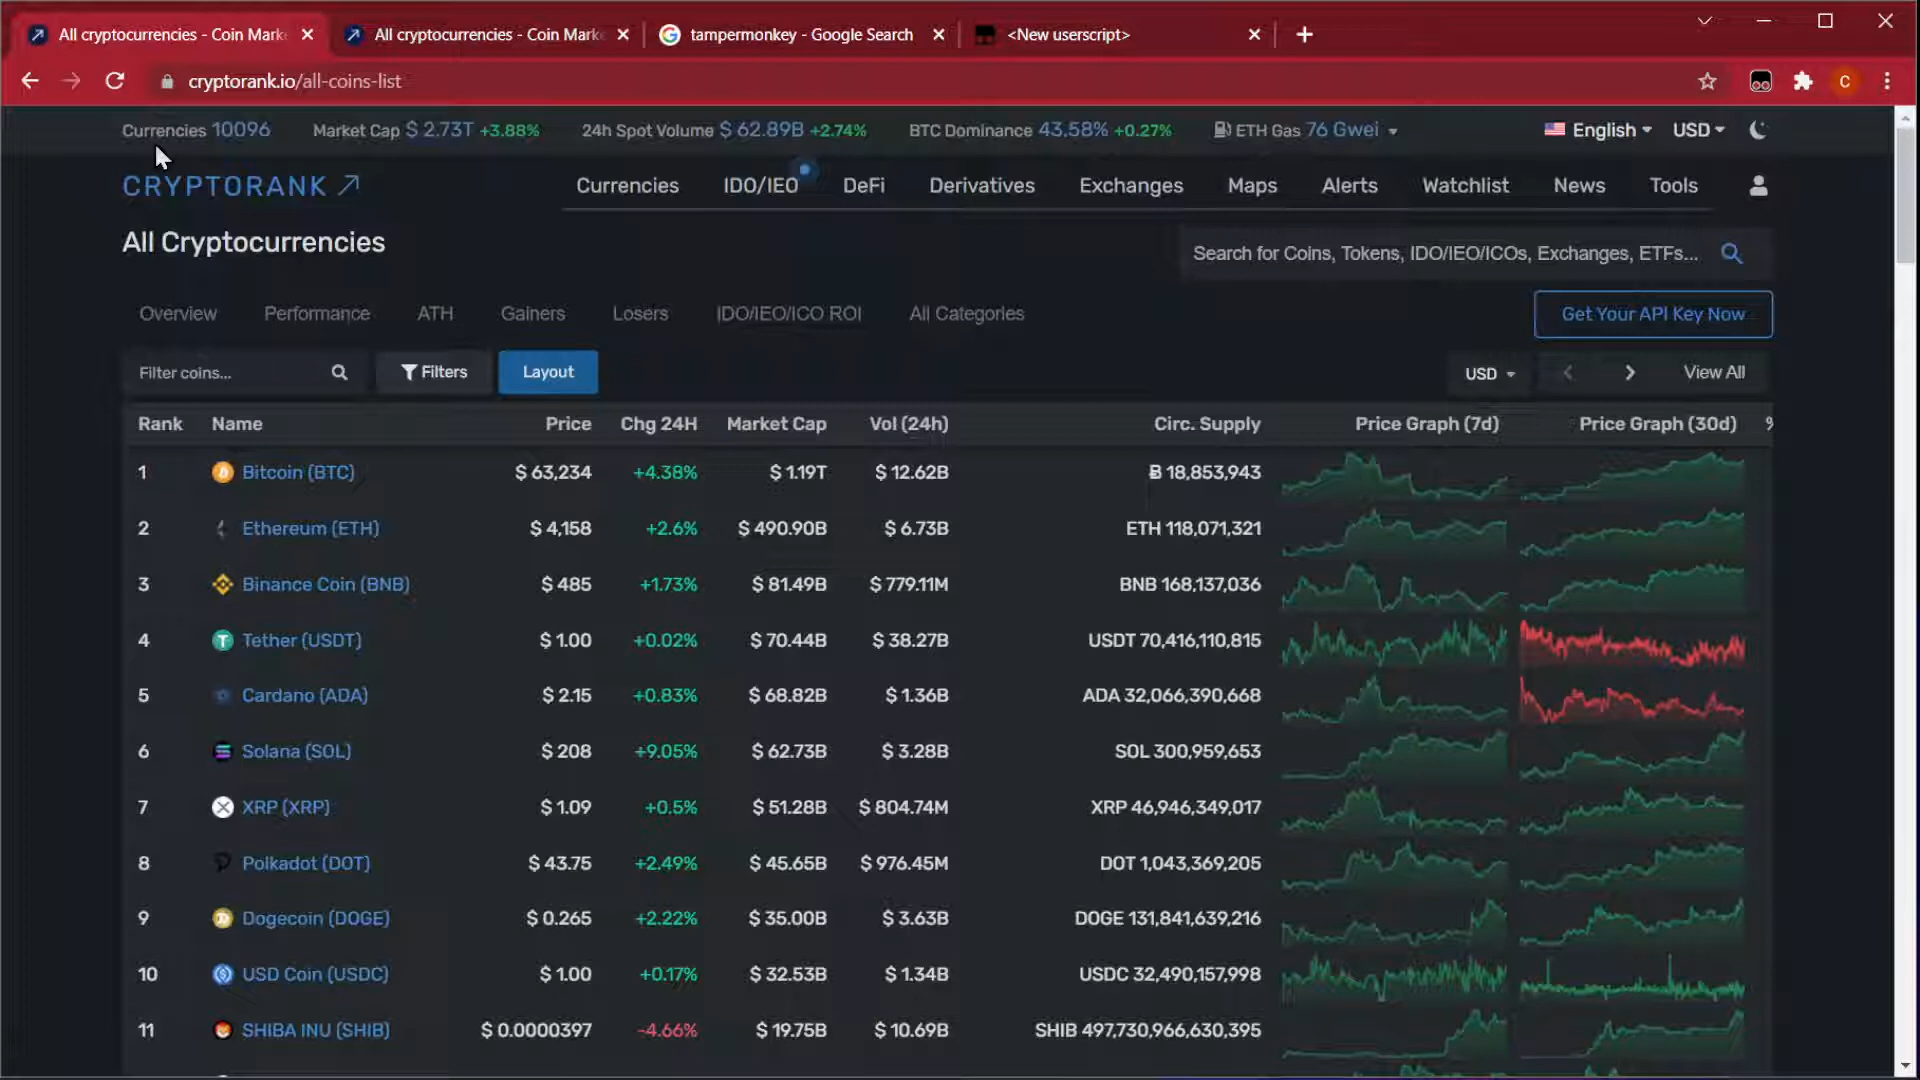 All cryptocurrencies - Coin Mark
All cryptocurrencies - Coin Mark
tampermonkey - Google Search
<New userscript>
cryptorank.io/all-coins-list
C
Currencies 10096 Market Cap $ 2.73T +3.88% 24h Spot Volume $ 62.89B +2.74% BTC Dominance 43.58% +0.27% ETH Gas 76 Gwei English USD
CRYPTORANK
Currencies IDO/IEO DeFi Derivatives Exchanges Maps Alerts Watchlist News Tools
All Cryptocurrencies
Search for Coins, Tokens, IDO/IEO/ICOs, Exchanges, ETFs...
Overview Performance ATH Gainers Losers IDO/IEO/ICO ROI All Categories
Get Your API Key Now
Filter coins... Filters Layout USD View All
Rank Name Price Chg 24H Market Cap Vol (24h) Circ. Supply Price Graph (7d) Price Graph (30d) %
1 Bitcoin (BTC) $ 63,234 +4.38% $ 1.19T $ 12.62B Ƀ 18,853,943
2 Ethereum (ETH) $ 4,158 +2.6% $ 490.90B $ 6.73B ETH 118,071,321
3 Binance Coin (BNB) $ 485 +1.73% $ 81.49B $ 779.11M BNB 168,137,036
4 Tether (USDT) $ 1.00 +0.02% $ 70.44B $ 38.27B USDT 70,416,110,815
5 Cardano (ADA) $ 2.15 +0.83% $ 68.82B $ 1.36B ADA 32,066,390,668
6 Solana (SOL) $ 208 +9.05% $ 62.73B $ 3.28B SOL 300,959,653
7 XRP (XRP) $ 1.09 +0.5% $ 51.28B $ 804.74M XRP 46,946,349,017
8 Polkadot (DOT) $ 43.75 +2.49% $ 45.65B $ 976.45M DOT 1,043,369,205
9 Dogecoin (DOGE) $ 0.265 +2.22% $ 35.00B $ 3.63B DOGE 131,841,639,216
10 USD Coin (USDC) $ 1.00 +0.17% $ 32.53B $ 1.34B USDC 32,490,157,998
11 SHIBA INU (SHIB) $ 0.0000397 -4.66% $ 19.75B $ 10.69B SHIB 497,730,966,630,395